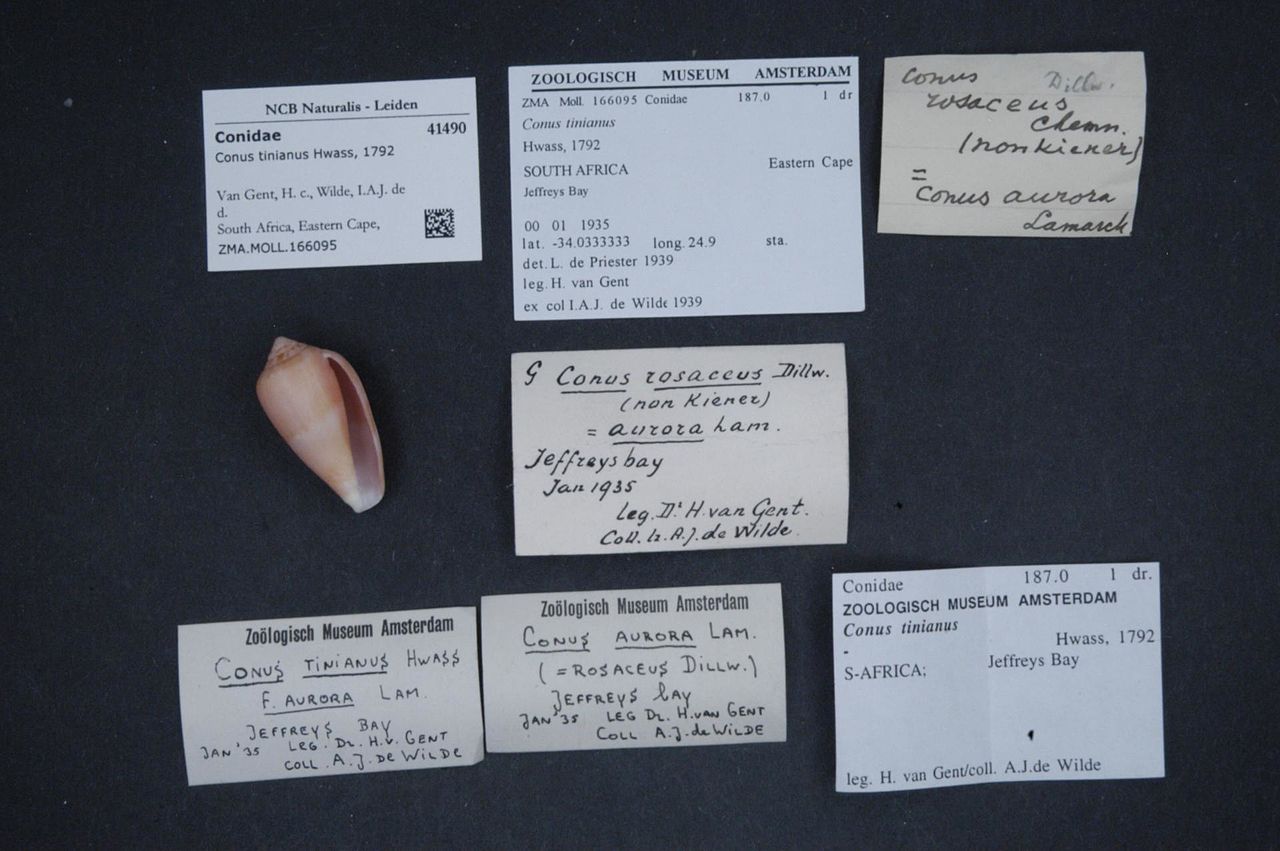 NCB Naturalis - Leiden
Conidae 41490
Conus tinianus Hwass, 1792
Van Gent, H. c., Wilde, I.A.J. de
d.
South Africa, Eastern Cape,
ZMA.MOLL.166095
ZOOLOGISCH MUSEUM AMSTERDAM
ZMA Moll. 166095 Conidae 187.0 1 dr
Conus tinianus
Hwass, 1792
SOUTH AFRICA Eastern Cape
Jeffreys Bay
00 01 1935
lat. -34.0333333 long. 24.9 sta.
det. L. de Priester 1939
leg. H. van Gent
ex col I.A.J. de Wilde 1939
Conus Dillw.
rosaceus
Chemn.
(non Kiener)
=
Conus aurora
Lamarck
G Conus rosaceus Dillw.
(non Kiener)
= aurora Lam.
Jeffreysbay
Jan 1935
leg. Dr H. van Gent.
Coll. Iz. A.J. de Wilde
Zoölogisch Museum Amsterdam
CONUS TINIANUS HWASS
F. AURORA LAM.
JEFFREYS BAY
JAN '35 LEG. DR. H.V. GENT
COLL. A.J. DE WILDE
Zoölogisch Museum Amsterdam
CONUS AURORA LAM.
(= ROSACEUS DILLW.)
JEFFREYS BAY
JAN '35 LEG DR. H. VAN GENT
COLL A.J. de WILDE
Conidae 187.0 1 dr.
ZOOLOGISCH MUSEUM AMSTERDAM
Conus tinianus
- Hwass, 1792
S-AFRICA; Jeffreys Bay
leg. H. van Gent/coll. A.J.de Wilde